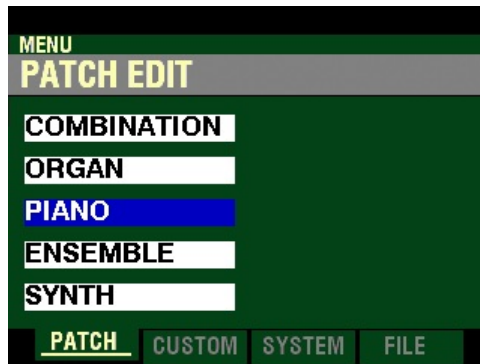 MENU
PATCH EDIT
COMBINATION
ORGAN
PIANO
ENSEMBLE
SYNTH
PATCH CUSTOM SYSTEM FILE